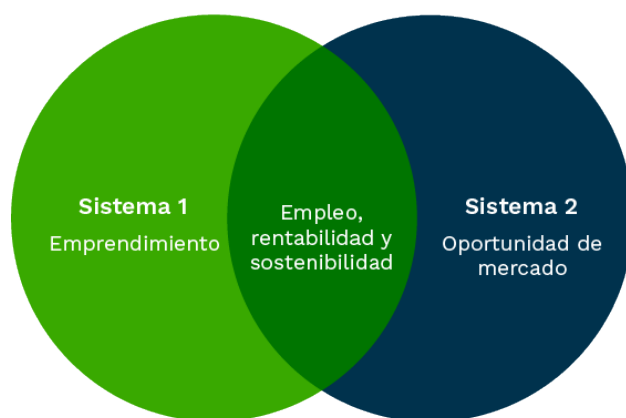 Sistema 1
Emprendimiento
Empleo,
rentabilidad y
sostenibilidad
Sistema 2
Oportunidad de
mercado